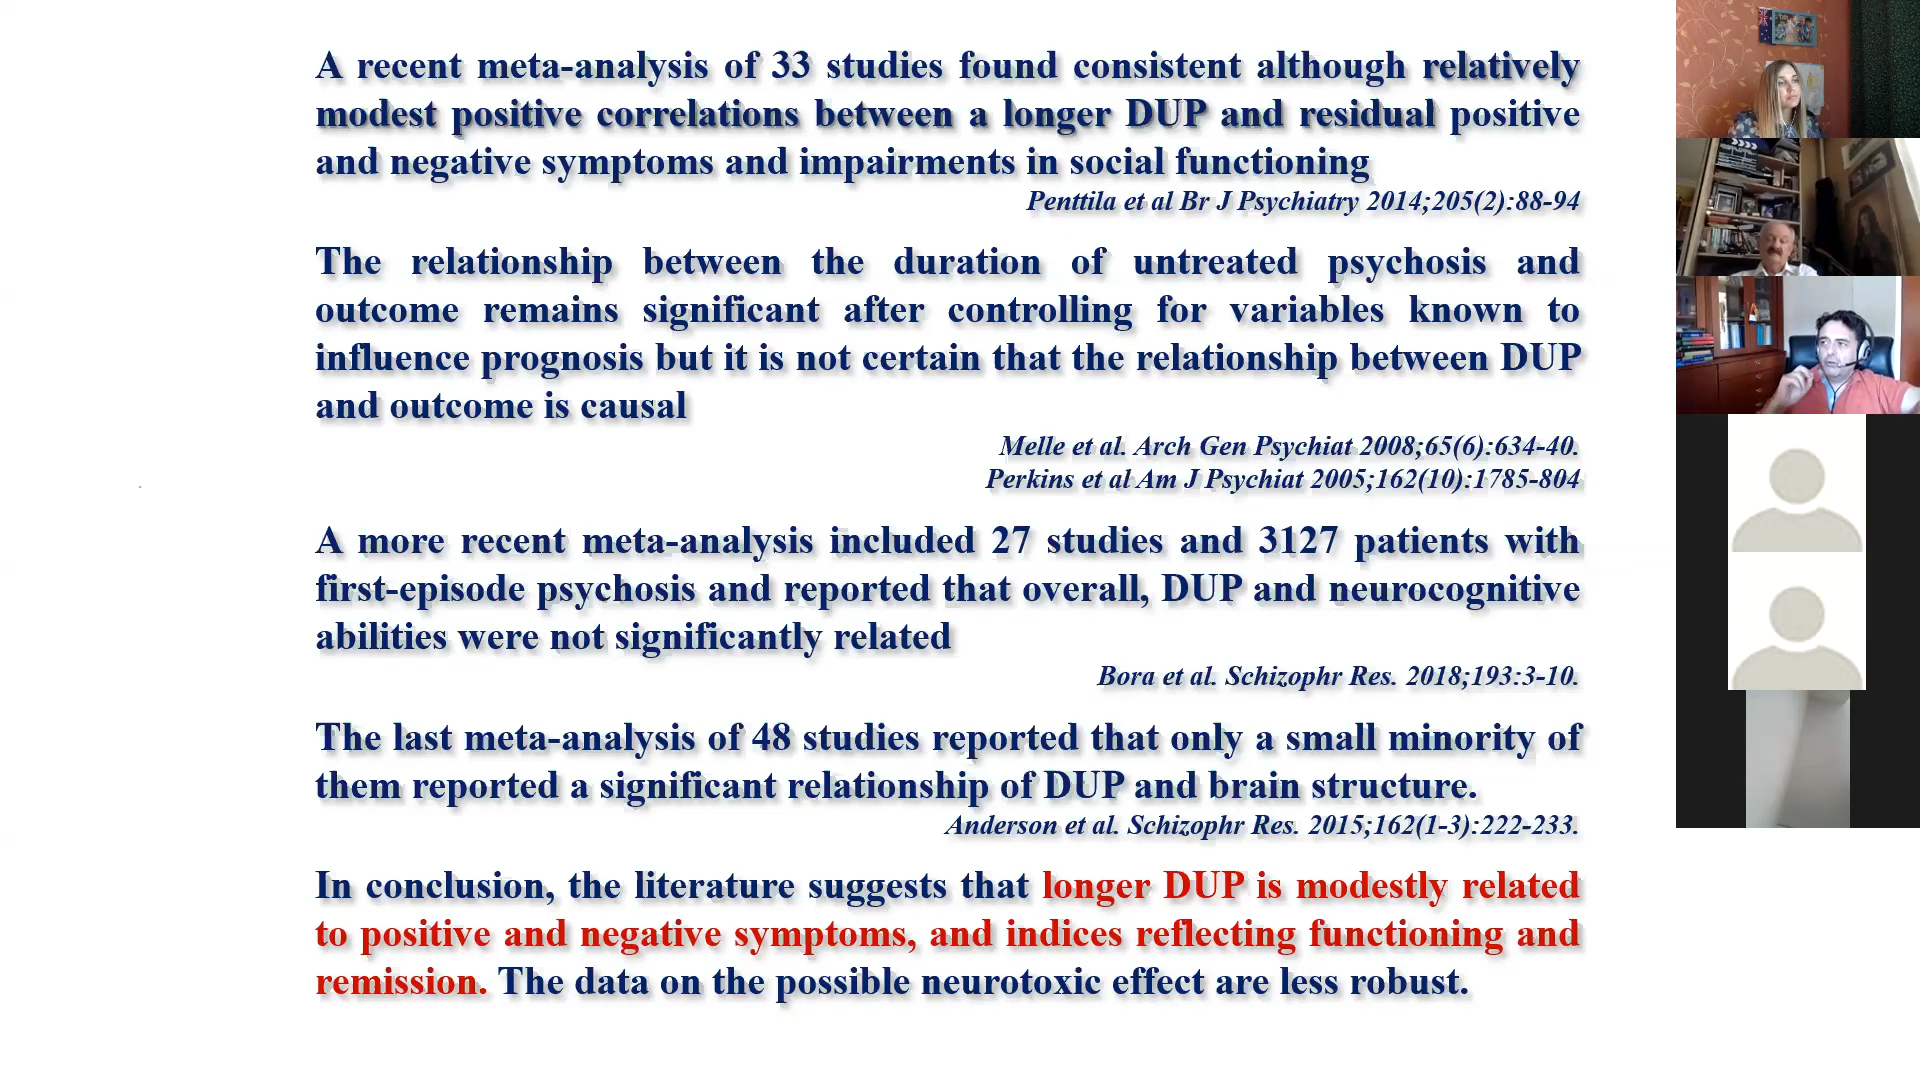 A recent meta-analysis of 33 studies found consistent although relatively
modest positive correlations between a longer DUP and residual positive
and negative symptoms and impairments in social functioning
Penttila et al Br J Psychiatry 2014;205(2):88-94
The relationship between the duration of untreated psychosis and
outcome remains significant after controlling for variables known to
influence prognosis but it is not certain that the relationship between DUP
and outcome is causal
Melle et al. Arch Gen Psychiat 2008;65(6):634-40.
Perkins et al Am J Psychiat 2005;162(10):1785-804
A more recent meta-analysis included 27 studies and 3127 patients with
first-episode psychosis and reported that overall, DUP and neurocognitive
abilities were not significantly related
Bora et al. Schizophr Res. 2018;193:3-10.
The last meta-analysis of 48 studies reported that only a small minority of
them reported a significant relationship of DUP and brain structure.
Anderson et al. Schizophr Res. 2015;162(1-3):222-233.
In conclusion, the literature suggests that longer DUP is modestly related
to positive and negative symptoms, and indices reflecting functioning and
remission. The data on the possible neurotoxic effect are less robust.